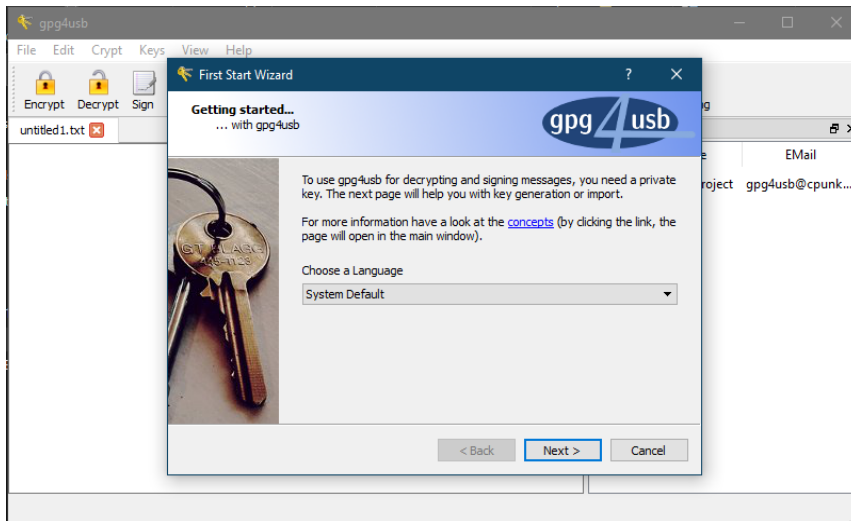 gpg4usb
File Edit Crypt Keys View Help
First Start Wizard ? ×
Encrypt Decrypt Sign
Getting started...
... with gpg4usb
gpg4usb
untitled1.txt
EMail
roject gpg4usb@cpunk...
To use gpg4usb for decrypting and signing messages, you need a private
key. The next page will help you with key generation or import.
For more information have a look at the concepts (by clicking the link, the
page will open in the main window).
Choose a Language
System Default
< Back Next > Cancel